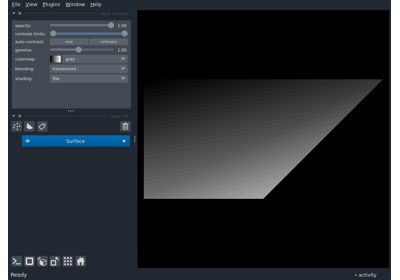 File View Plugins Window Help
layer controls
opacity: 1.00
contrast limits:
auto-contrast: once continuous
gamma: 1.00
colormap: gray
blending: translucent
shading: flat
layer list
Surface
Ready
activity